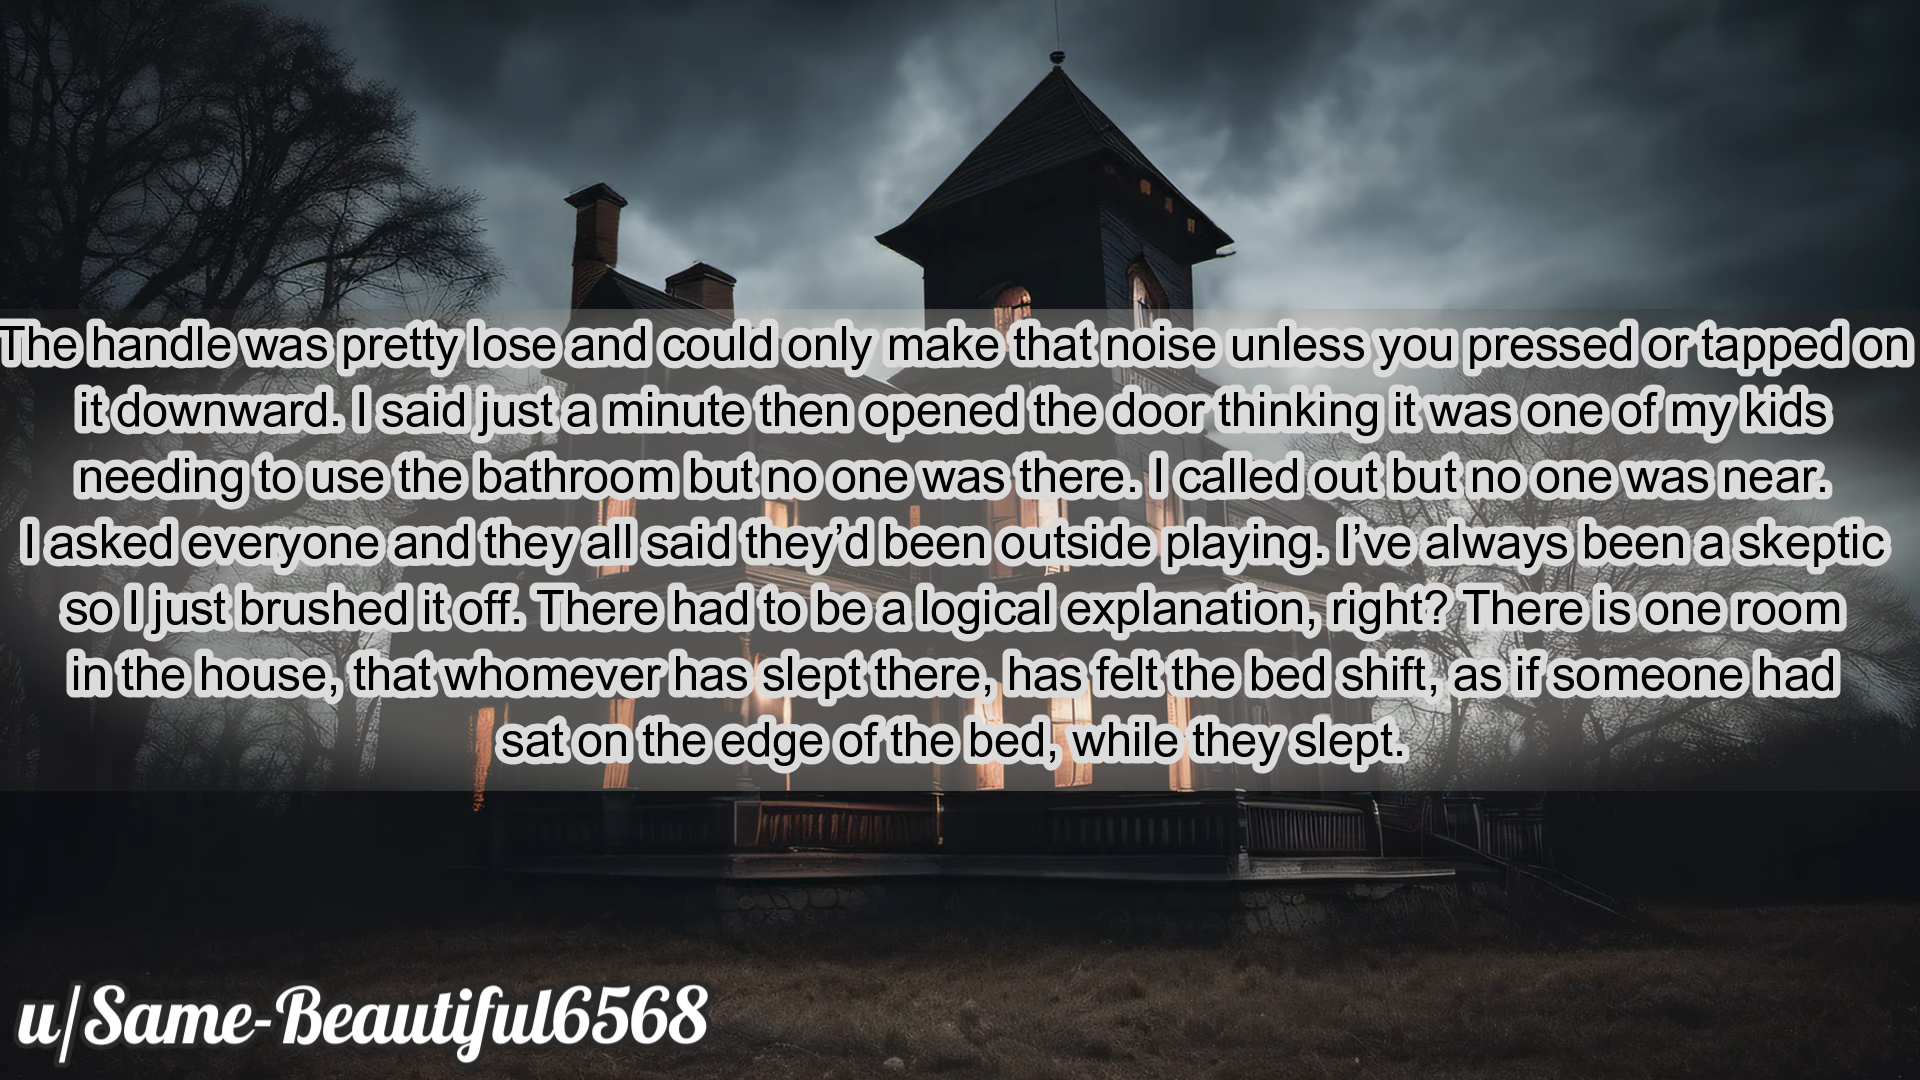 The handle was pretty lose and could only make that noise unless you pressed or tapped on
it downward. I said just a minute then opened the door thinking it was one of my kids
needing to use the bathroom but no one was there. I called out but no one was near.
I asked everyone and they all said they’d been outside playing. I’ve always been a skeptic
so I just brushed it off. There had to be a logical explanation, right? There is one room
in the house, that whomever has slept there, has felt the bed shift, as if someone had
sat on the edge of the bed, while they slept.
u/Same-Beautiful6568